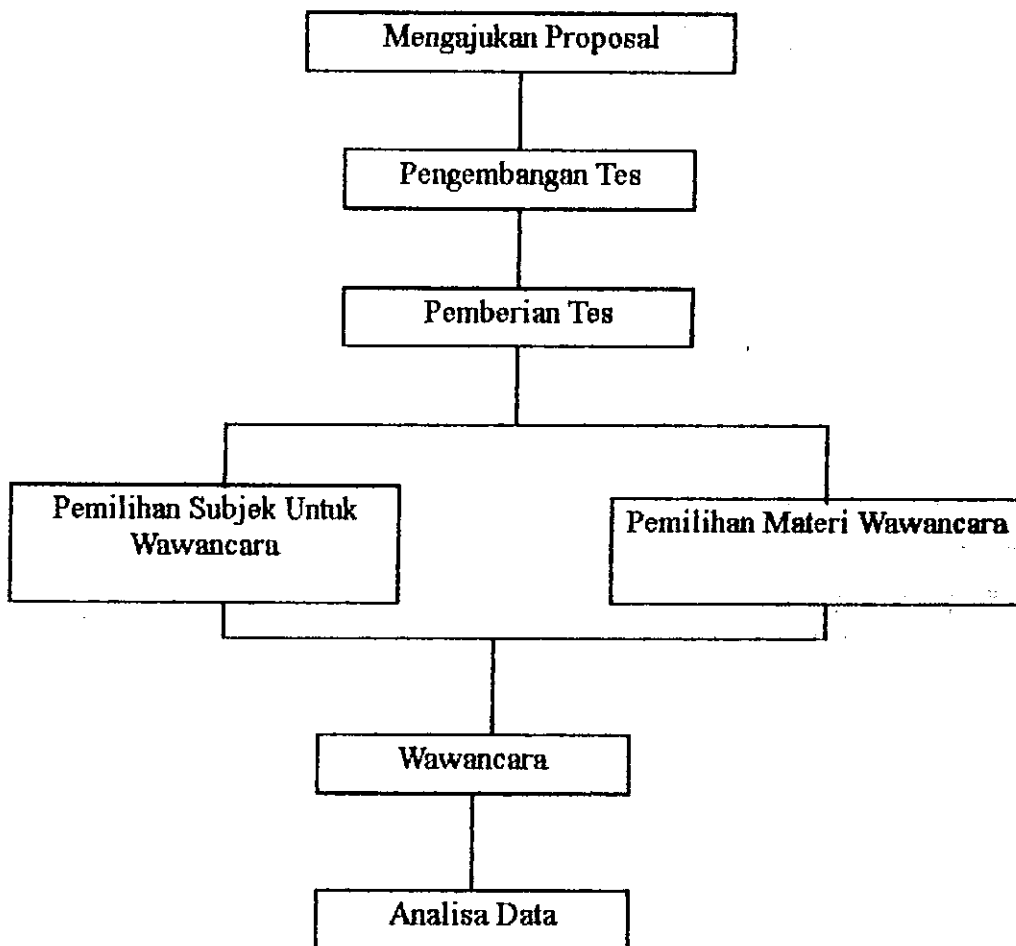 Mengajukan Proposal
Pengembangan Tes
Pemberian Tes
Pemilihan Subjek Untuk
Wawancara
Pemilihan Materi Wawancara
Wawancara
Analisa Data